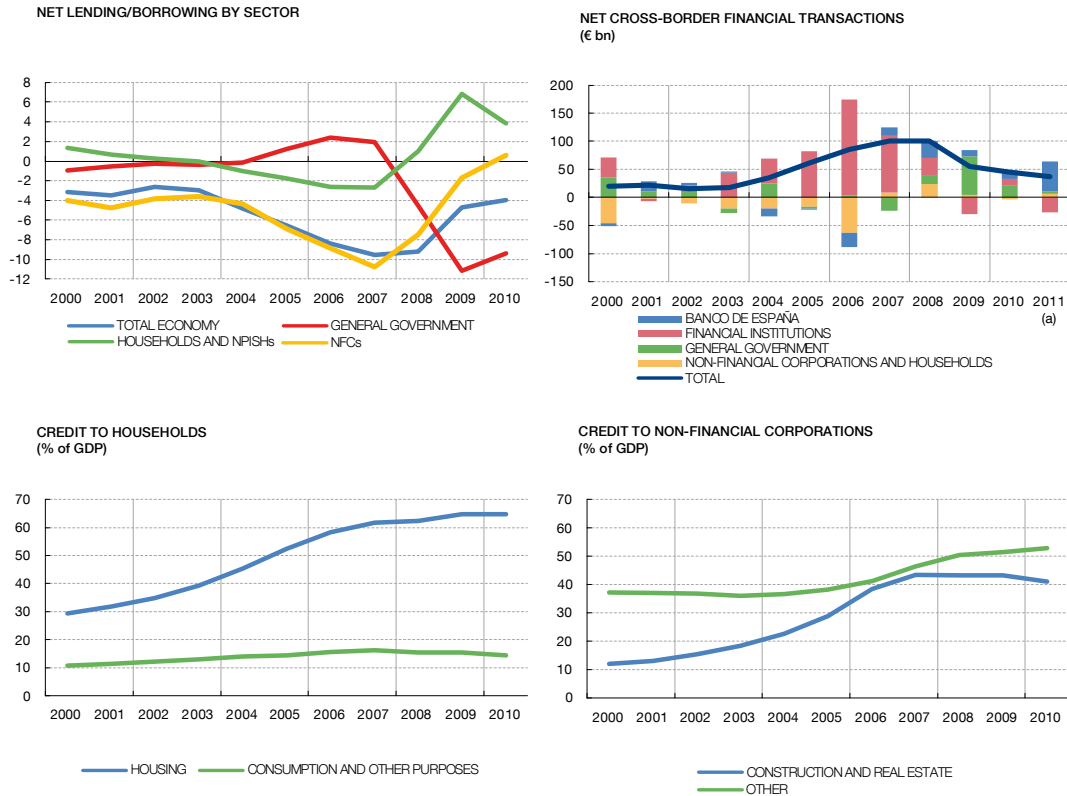 NET LENDING/BORROWING BY SECTOR
8
6
4
2
0
-2
-4
-6
-8
-10
-12
2000 2001 2002 2003 2004 2005 2006 2007 2008 2009 2010
TOTAL ECONOMY GENERAL GOVERNMENT
HOUSEHOLDS AND NPISHs NFCs
NET CROSS-BORDER FINANCIAL TRANSACTIONS
(€ bn)
200
150
100
50
0
-50
-100
-150
2000 2001 2002 2003 2004 2005 2006 2007 2008 2009 2010 2011
(a)
BANCO DE ESPAÑA
FINANCIAL INSTITUTIONS
GENERAL GOVERNMENT
NON-FINANCIAL CORPORATIONS AND HOUSEHOLDS
TOTAL
CREDIT TO HOUSEHOLDS
(% of GDP)
70
60
50
40
30
20
10
0
2000 2001 2002 2003 2004 2005 2006 2007 2008 2009 2010
HOUSING CONSUMPTION AND OTHER PURPOSES
CREDIT TO NON-FINANCIAL CORPORATIONS
(% of GDP)
70
60
50
40
30
20
10
0
2000 2001 2002 2003 2004 2005 2006 2007 2008 2009 2010
CONSTRUCTION AND REAL ESTATE
OTHER